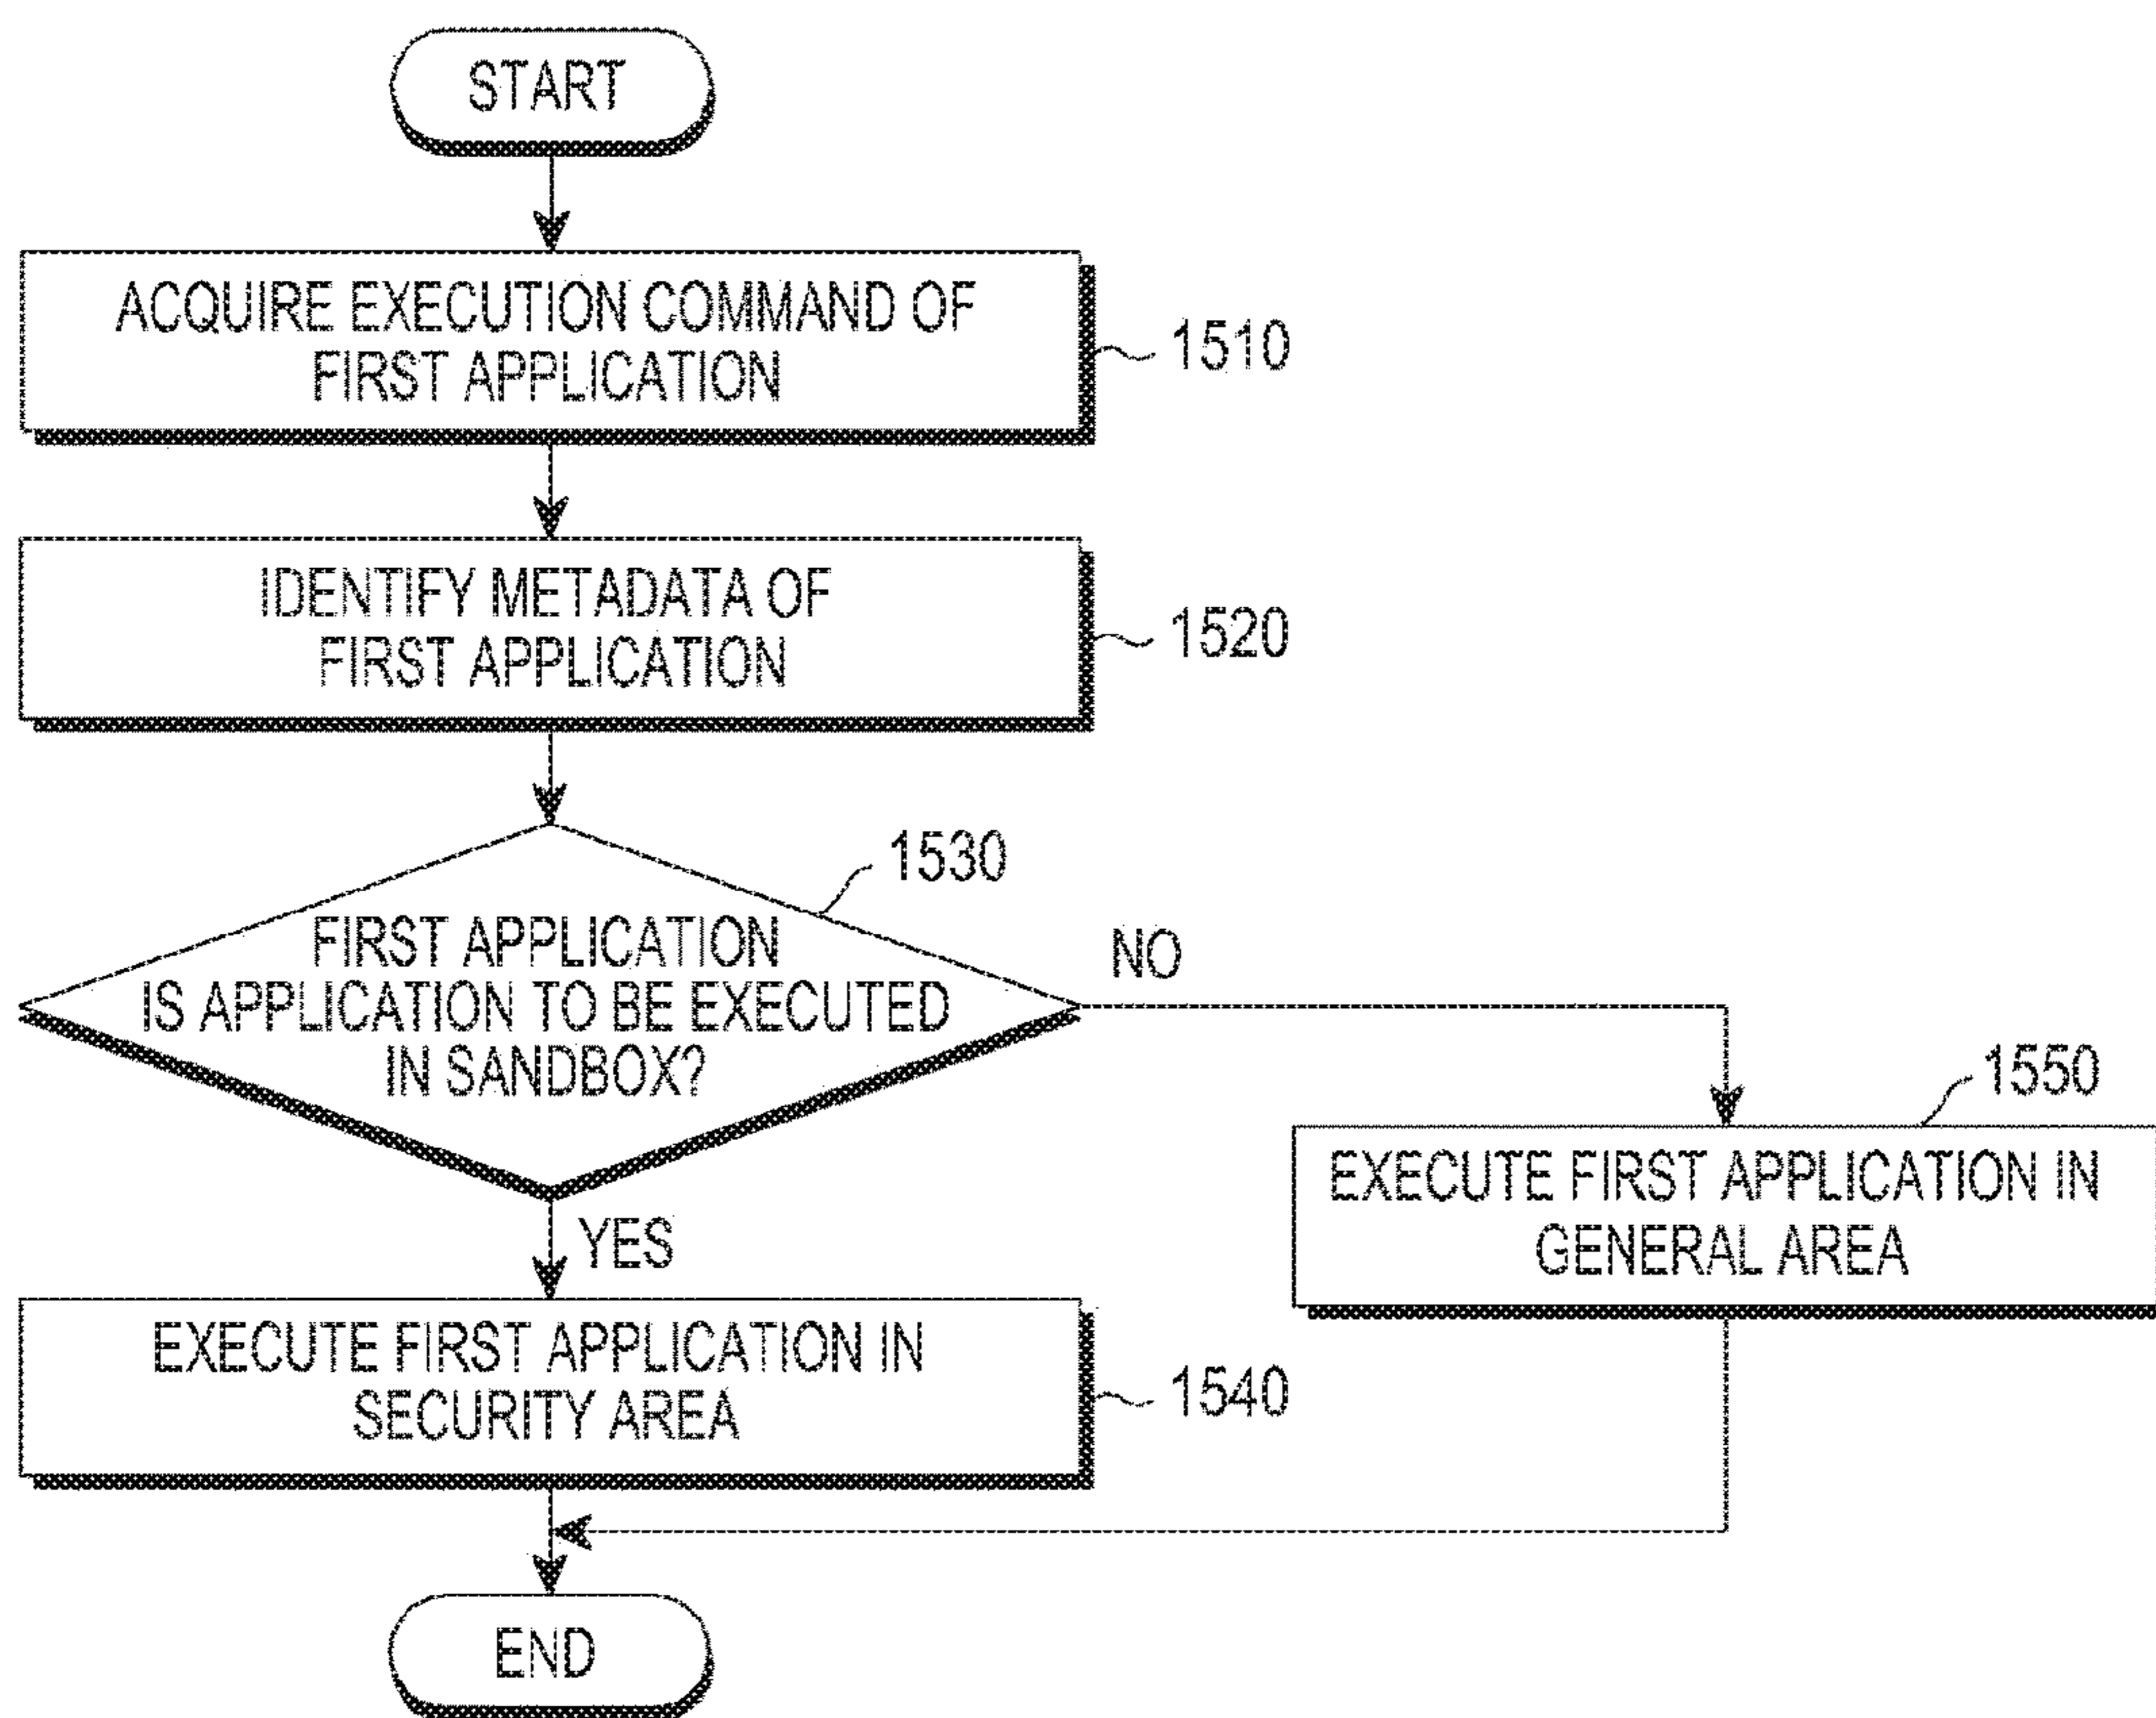 START
ACQUIRE EXECUTION COMMAND OF
FIRST APPLICATION
1510
IDENTIFY METADATA OF
FIRST APPLICATION
1520
1530
FIRST APPLICATION
IS APPLICATION TO BE EXECUTED
IN SANDBOX?
NO
YES
1550
EXECUTE FIRST APPLICATION IN
GENERAL AREA
EXECUTE FIRST APPLICATION IN
SECURITY AREA
1540
END